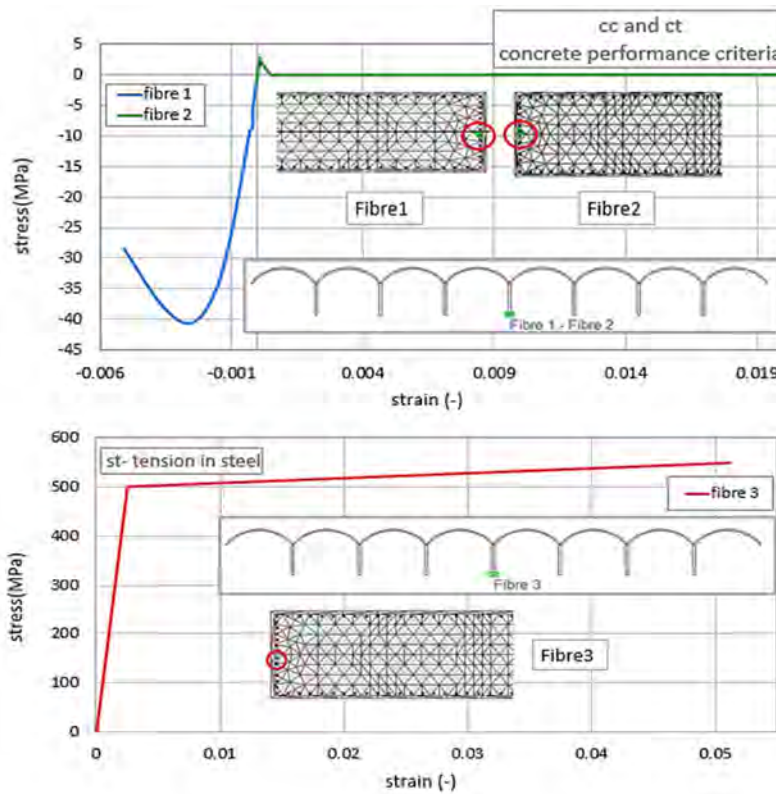 cc and ct
concrete performance criteria
5
0
-5
-10
-15
-20
-25
-30
-35
-40
-45
stress(MPa)
fibre 1
fibre 2
Fibre1
Fibre2
Fibre 1 - Fibre 2
-0.006
-0.001
0.004
0.009
0.014
0.019
strain (-)
600
500
400
300
200
100
0
stress(MPa)
st- tension in steel
fibre 3
Fibre 3
Fibre3
0
0.01
0.02
0.03
0.04
0.05
strain (-)